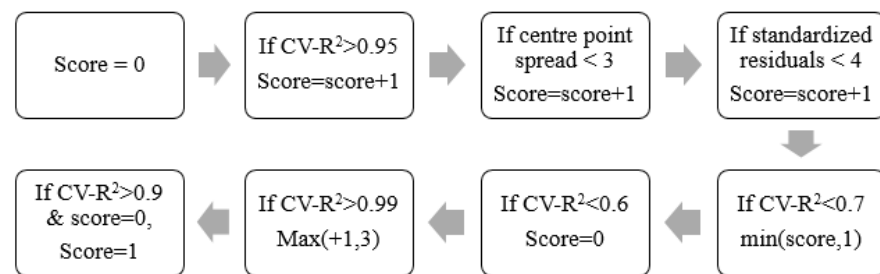 Score = 0
If CV-R²>0.95
Score=score+1
If centre point
spread < 3
Score=score+1
If standardized
residuals < 4
Score=score+1
If CV-R²<0.7
min(score,1)
If CV-R²<0.6
Score=0
If CV-R²>0.99
Max(+1,3)
If CV-R²>0.9
& score=0,
Score=1